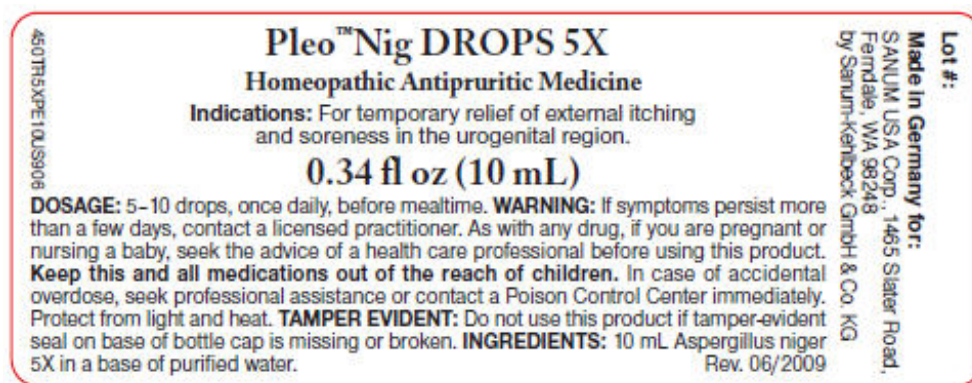 Pleo™Nig DROPS 5X
Homeopathic Antipruritic Medicine
Indications: For temporary relief of external itching
and soreness in the urogenital region.
0.34 fl oz (10 mL)
DOSAGE: 5–10 drops, once daily, before mealtime. WARNING: If symptoms persist more
than a few days, contact a licensed practitioner. As with any drug, if you are pregnant or
nursing a baby, seek the advice of a health care professional before using this product.
Keep this and all medications out of the reach of children. In case of accidental
overdose, seek professional assistance or contact a Poison Control Center immediately.
Protect from light and heat. TAMPER EVIDENT: Do not use this product if tamper-evident
seal on base of bottle cap is missing or broken. INGREDIENTS: 10 mL Aspergillus niger
5X in a base of purified water. Rev. 06/2009
450TR5XPE10US906
Lot #:
Made in Germany for:
SANUM USA Corp., 1465 Slater Road,
Ferndale, WA 98248
by Sanum-Kehlbeck GmbH & Co. KG